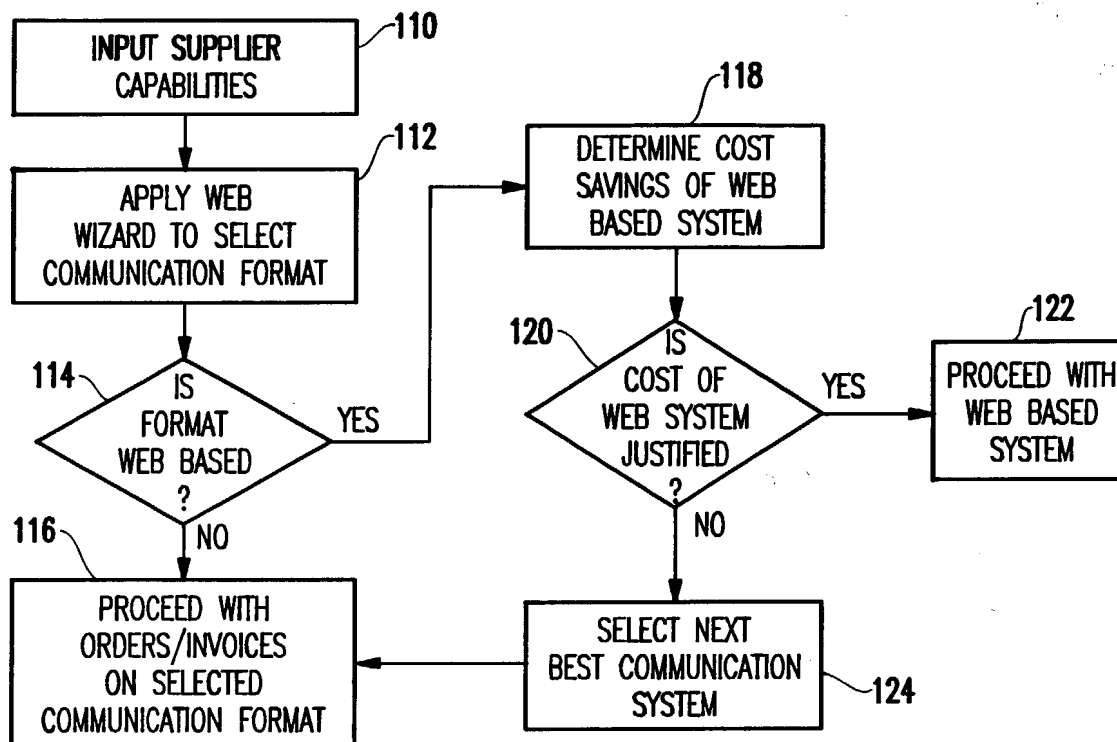 110
INPUT SUPPLIER
CAPABILITIES
112
APPLY WEB
WIZARD TO SELECT
COMMUNICATION FORMAT
114
IS
FORMAT
WEB BASED
?
YES
NO
116
PROCEED WITH
ORDERS/INVOICES
ON SELECTED
COMMUNICATION FORMAT
118
DETERMINE COST
SAVINGS OF WEB
BASED SYSTEM
120
IS
COST OF
WEB SYSTEM
JUSTIFIED
?
YES
NO
122
PROCEED WITH
WEB BASED
SYSTEM
SELECT NEXT
BEST COMMUNICATION
SYSTEM
124